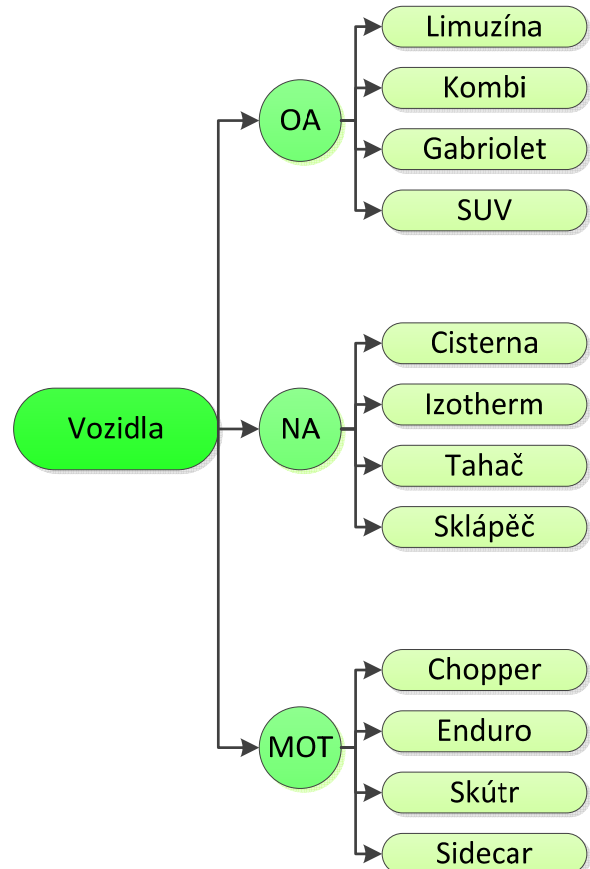 Vozidla
OA
Limuzína
Kombi
Gabriolet
SUV
NA
Cisterna
Izotherm
Tahač
Sklápěč
MOT
Chopper
Enduro
Skútr
Sidecar